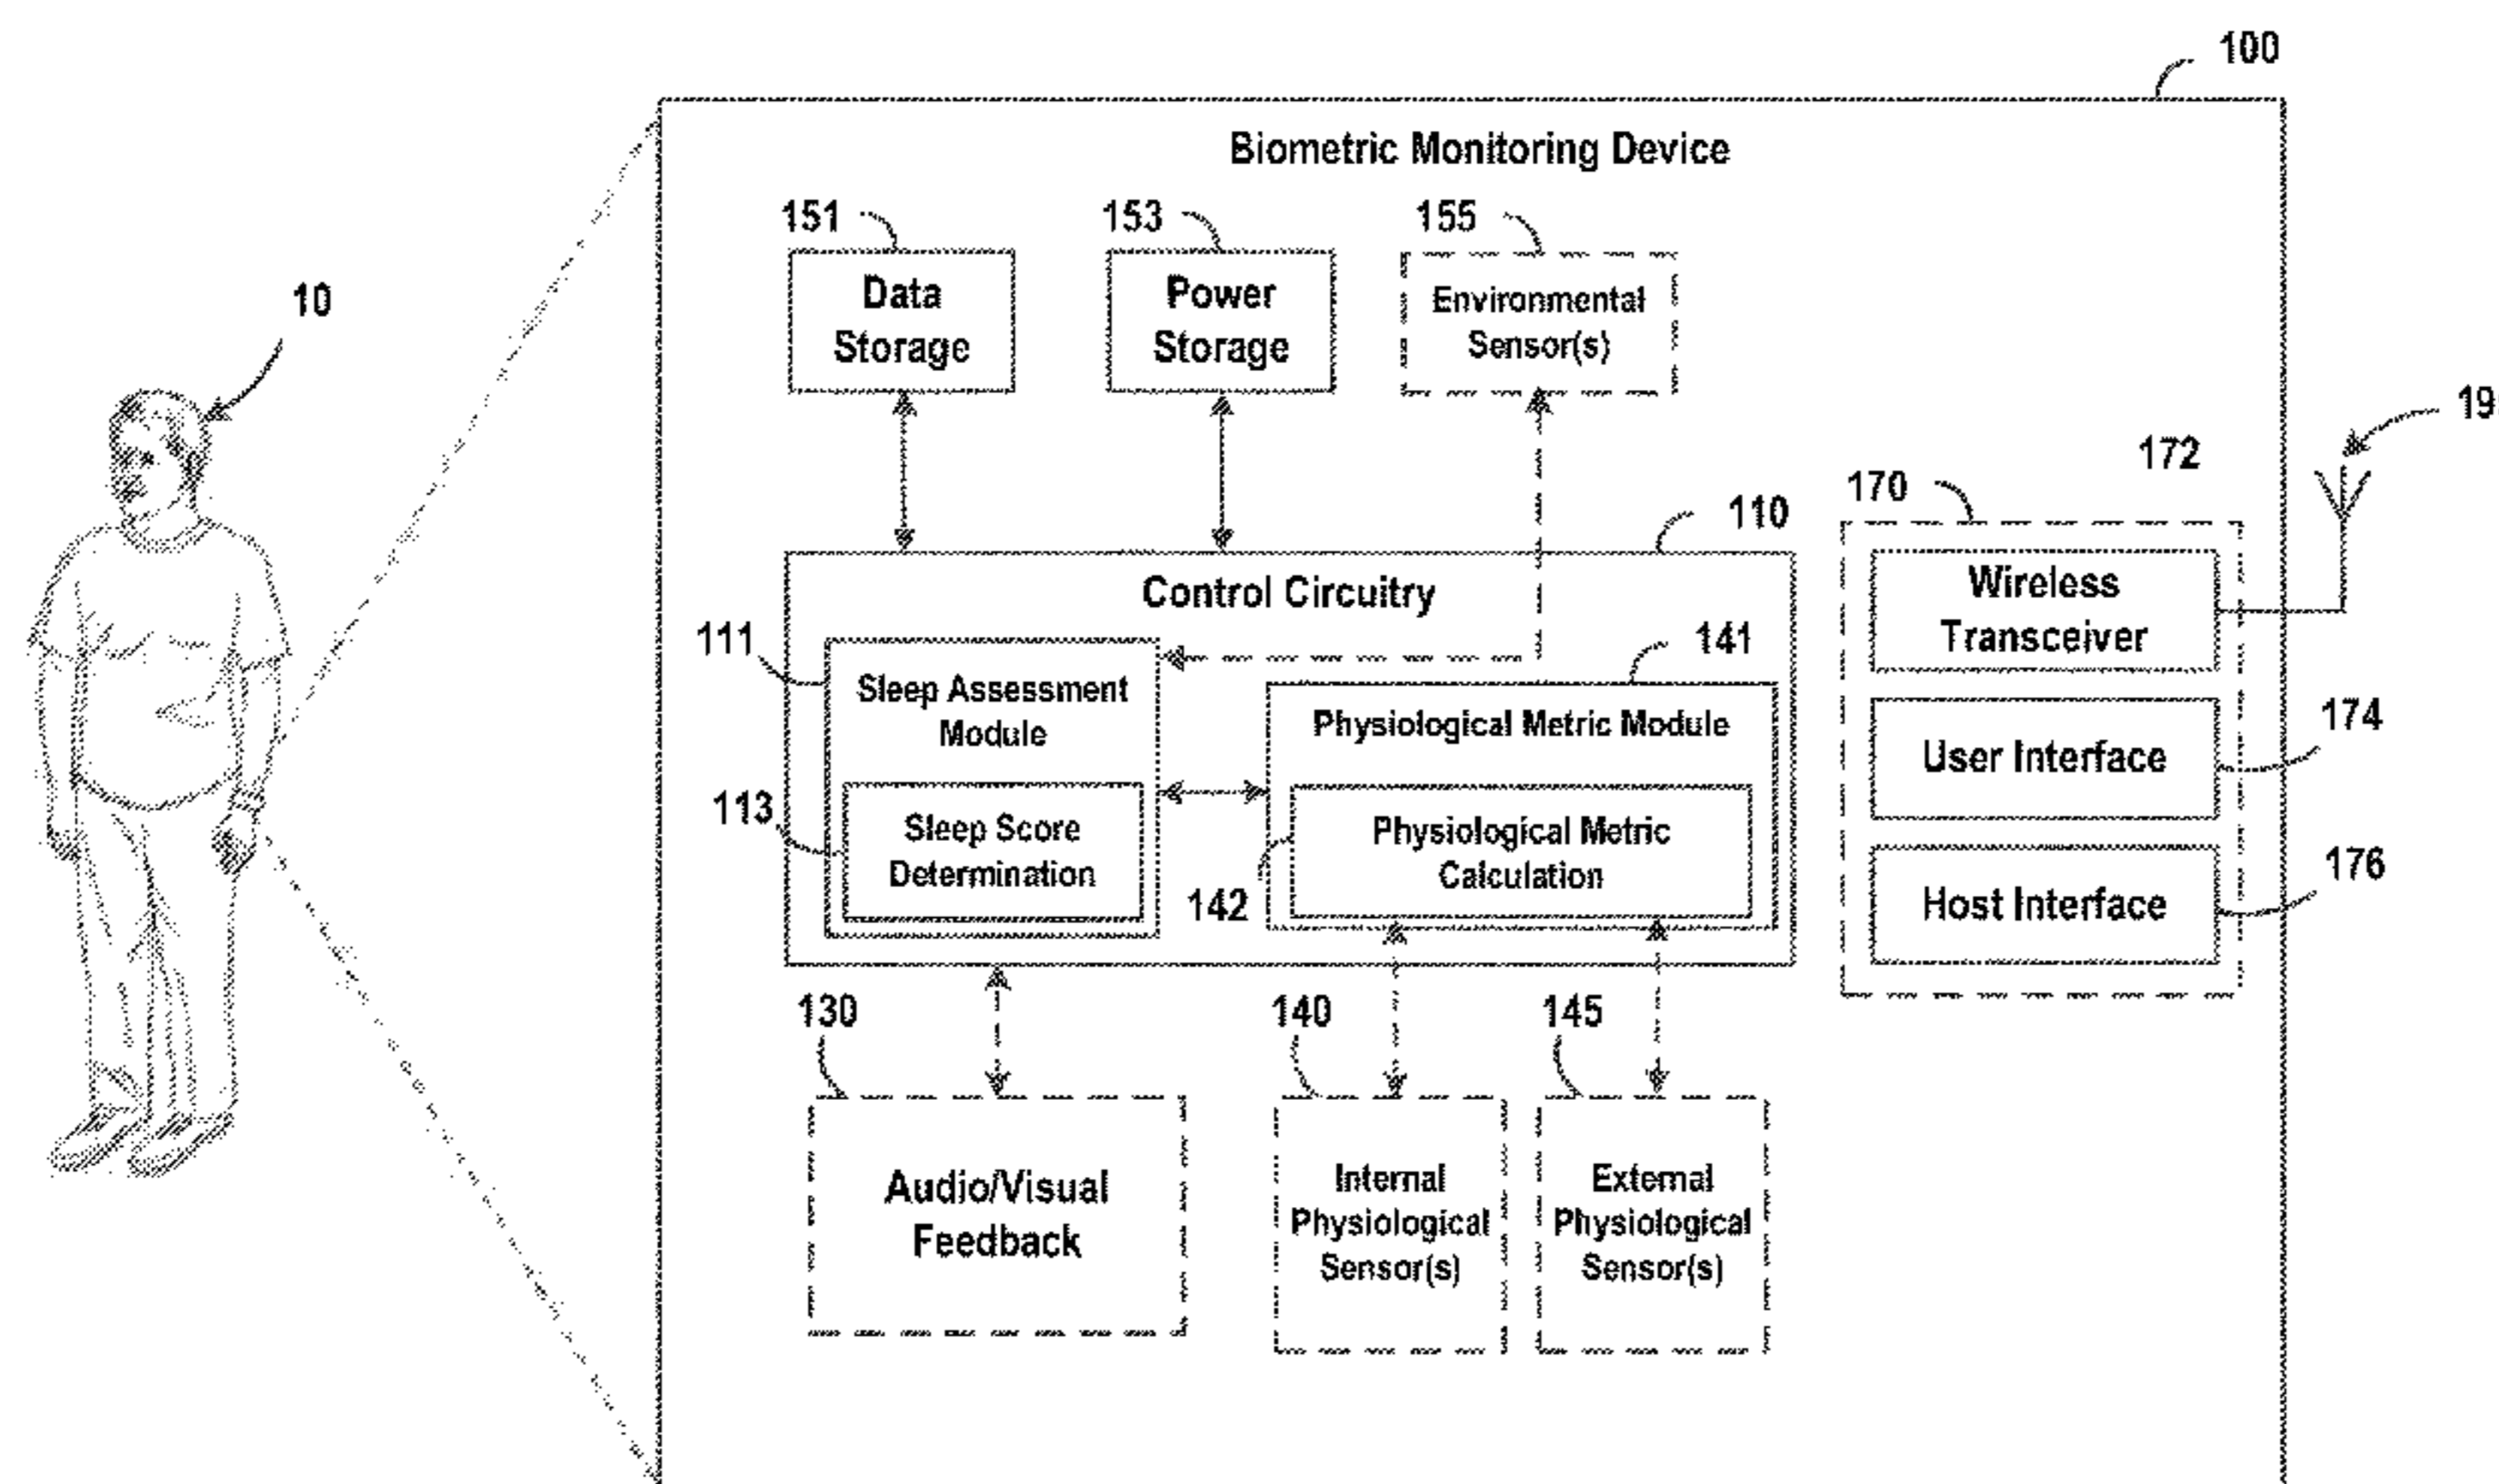 100
Biometric Monitoring Device
151
153
155
Data
Storage
Power
Storage
Environmental
Sensor(s)
10
19
172
170
110
Control Circuitry
Wireless
Transceiver
111
141
Sleep Assessment
Module
Physiological Metric Module
174
User Interface
113
Sleep Score
Determination
Physiological Metric
Calculation
142
176
Host Interface
130
140
145
Audio/Visual
Feedback
Internal
Physiological
Sensor(s)
External
Physiological
Sensor(s)